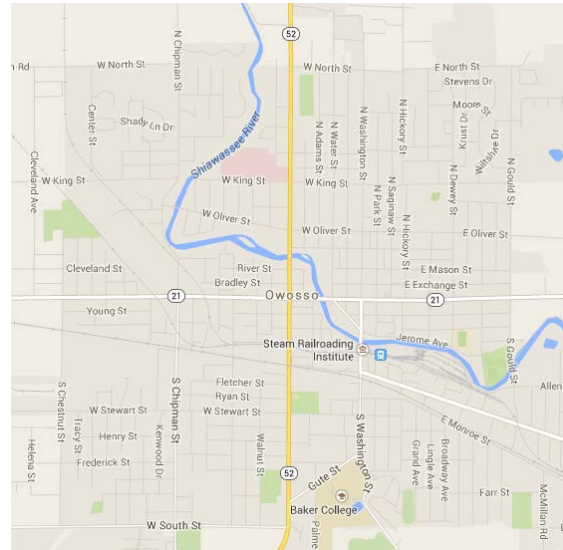 52
n Rd
W North St
W North St
E North St
Stevens Dr
N Chipman St
Center St
Shady Ln Dr
Shiawassee River
N Adams St
N Water St
N Washington St
N Hickory St
Moore St
Krust Dr
Wiltshire Dr
Cleveland Ave
W King St
W King St
W King St
N Park St
N Saginaw St
N Hickory St
N Dewey St
N Gould St
W Oliver St
W Oliver St
E Oliver St
Cleveland St
River St
Bradley St
E Mason St
E Exchange St
21
Owosso
21
Young St
Steam Railroading
Institute
Jerome Ave
S Gould St
Allen
S Chestnut St
S Chipman St
Fletcher St
Ryan St
W Stewart St
W Stewart St
Tracy St
Henry St
Kenwood Dr
Walnut St
S Washington St
E Monroe St
Helena St
Frederick St
52
Gute St
Grand Ave
Lingle Ave
Broadway Ave
Farr St
McMillan Rd
Baker College
W South St
Palme
E